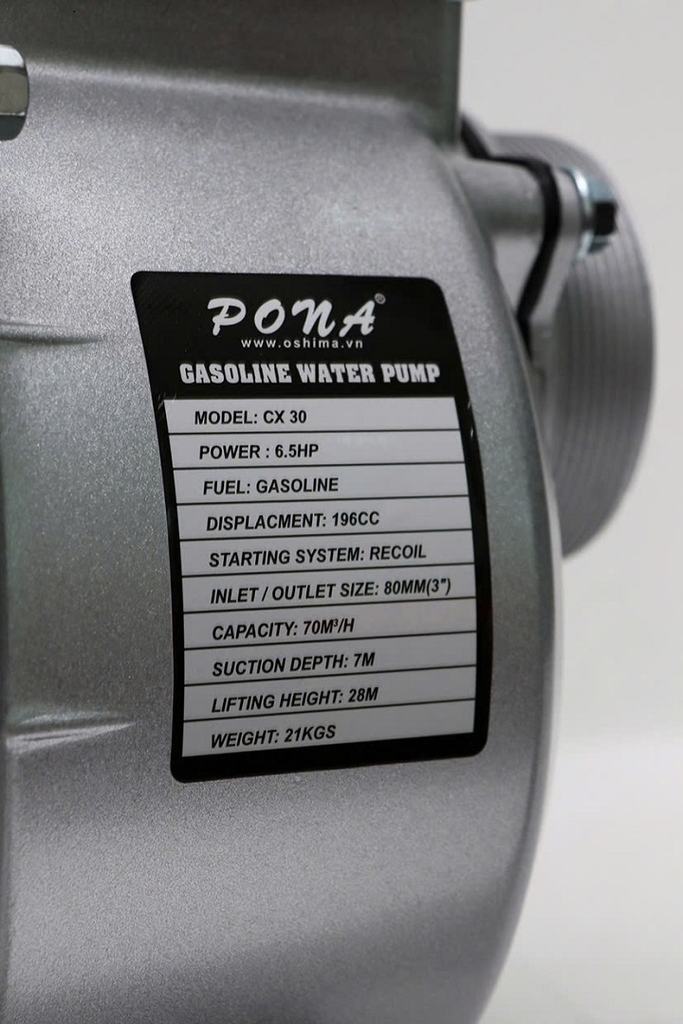 PONA®
www.oshima.vn
GASOLINE WATER PUMP
MODEL: CX 30
POWER : 6.5HP
FUEL: GASOLINE
DISPLACMENT: 196CC
STARTING SYSTEM: RECOIL
INLET / OUTLET SIZE: 80MM(3")
CAPACITY: 70M³/H
SUCTION DEPTH: 7M
LIFTING HEIGHT: 28M
WEIGHT: 21KGS